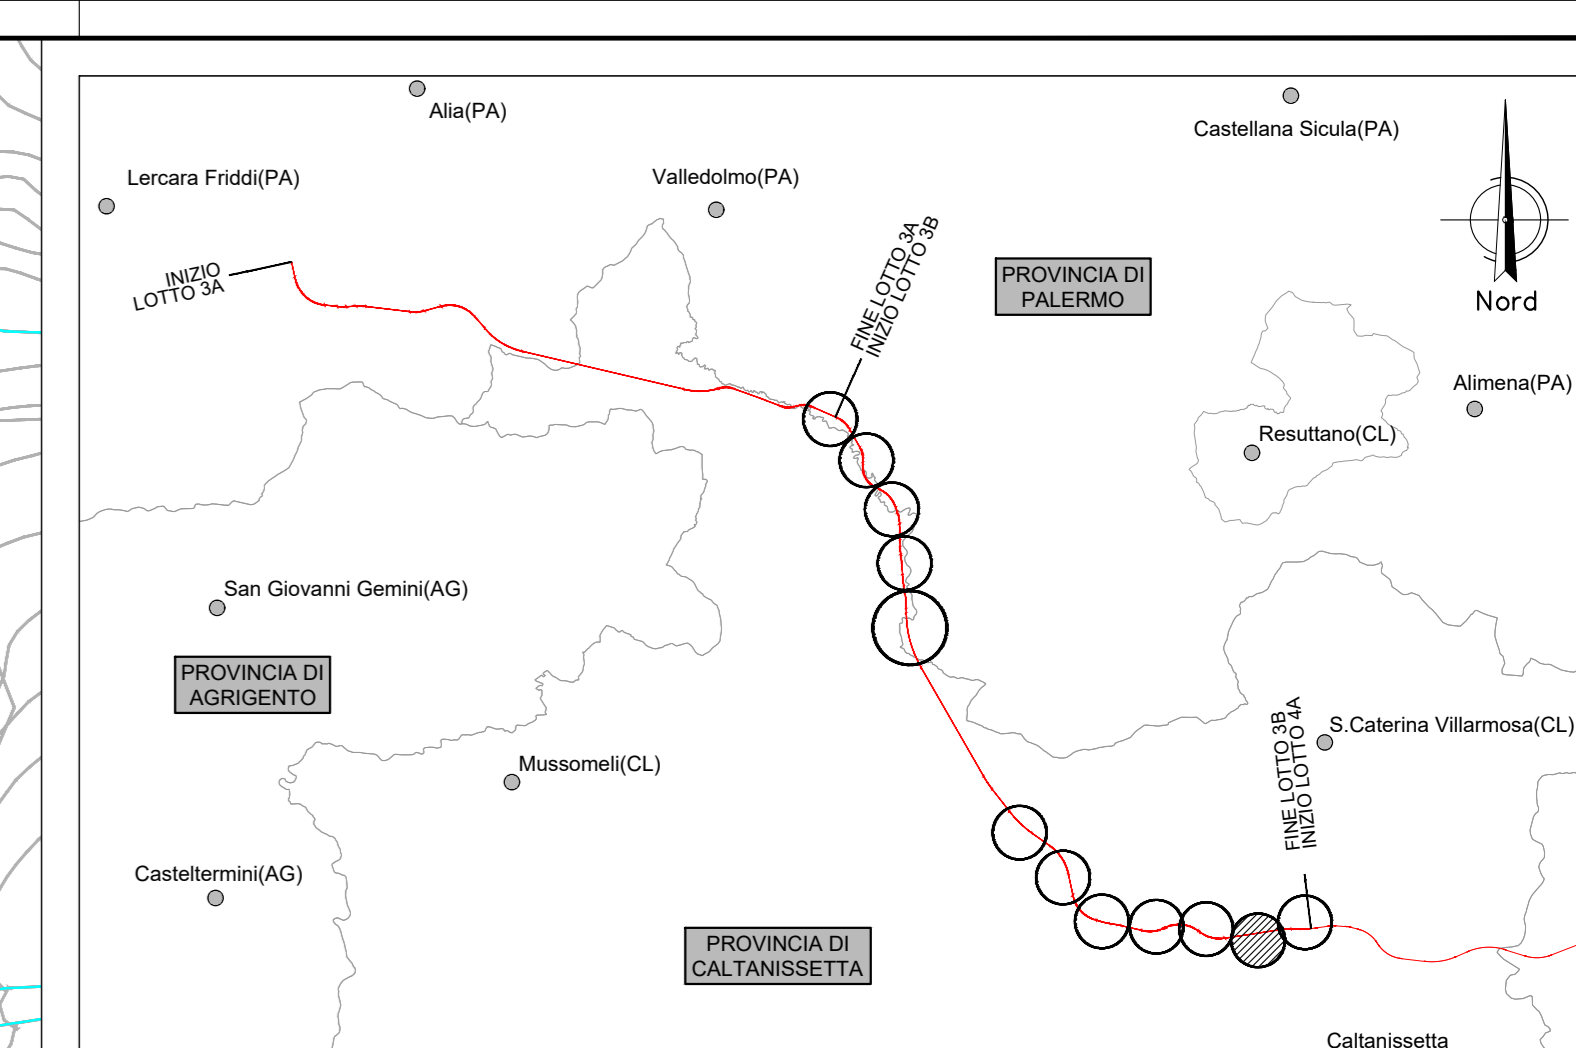 Alia(PA)
Castellana Sicula(PA)
Lercara Friddi(PA)
Valledolmo(PA)
INIZIO
LOTTO 3A
FINE LOTTO 3A
INIZIO LOTTO 3B
PROVINCIA DI
PALERMO
Nord
Alimena(PA)
Resuttano(CL)
San Giovanni Gemini(AG)
PROVINCIA DI
AGRIGENTO
FINE LOTTO 3B
INIZIO LOTTO 4A
S.Caterina Villarmosa(CL)
Mussomeli(CL)
Casteltermini(AG)
PROVINCIA DI
CALTANISSETTA
Caltanissetta